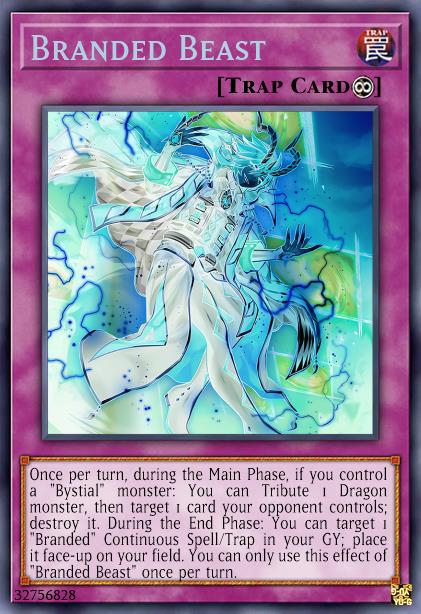 BRANDED BEAST
TRAP
罠
[TRAP CARD♾]
Once per turn, during the Main Phase, if you control
a "Bystial" monster: You can Tribute 1 Dragon
monster, then target 1 card your opponent controls;
destroy it. During the End Phase: You can target 1
"Branded" Continuous Spell/Trap in your GY; place
it face-up on your field. You can only use this effect of
"Branded Beast" once per turn.
32756828